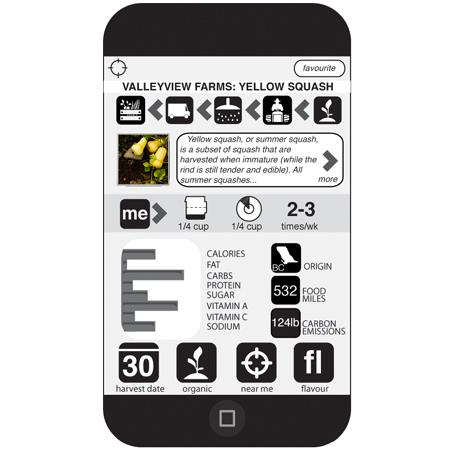 favourite
VALLEYVIEW FARMS: YELLOW SQUASH
Yellow squash, or summer squash,
is a subset of squash that are
harvested when immature (while the
rind is still tender and edible). All
summer squashes...
more
me
1/4 cup
1/4 cup
2-3
times/wk
CALORIES
FAT
CARBS
PROTEIN
SUGAR
VITAMIN A
VITAMIN C
SODIUM
BC
ORIGIN
532
FOOD
MILES
124lb
CARBON
EMISSIONS
30
harvest date
organic
near me
fl
flavour